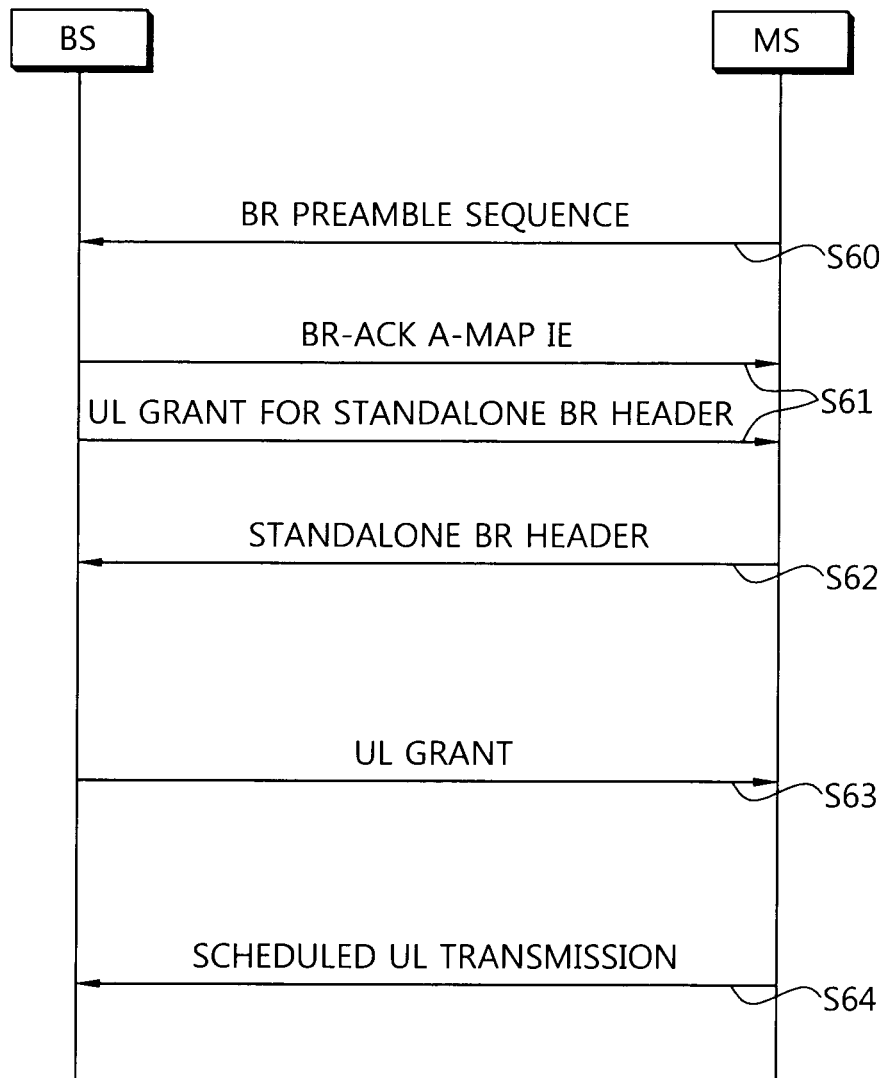 BS
MS
BR PREAMBLE SEQUENCE
S60
BR-ACK A-MAP IE
S61
UL GRANT FOR STANDALONE BR HEADER
STANDALONE BR HEADER
S62
UL GRANT
S63
SCHEDULED UL TRANSMISSION
S64